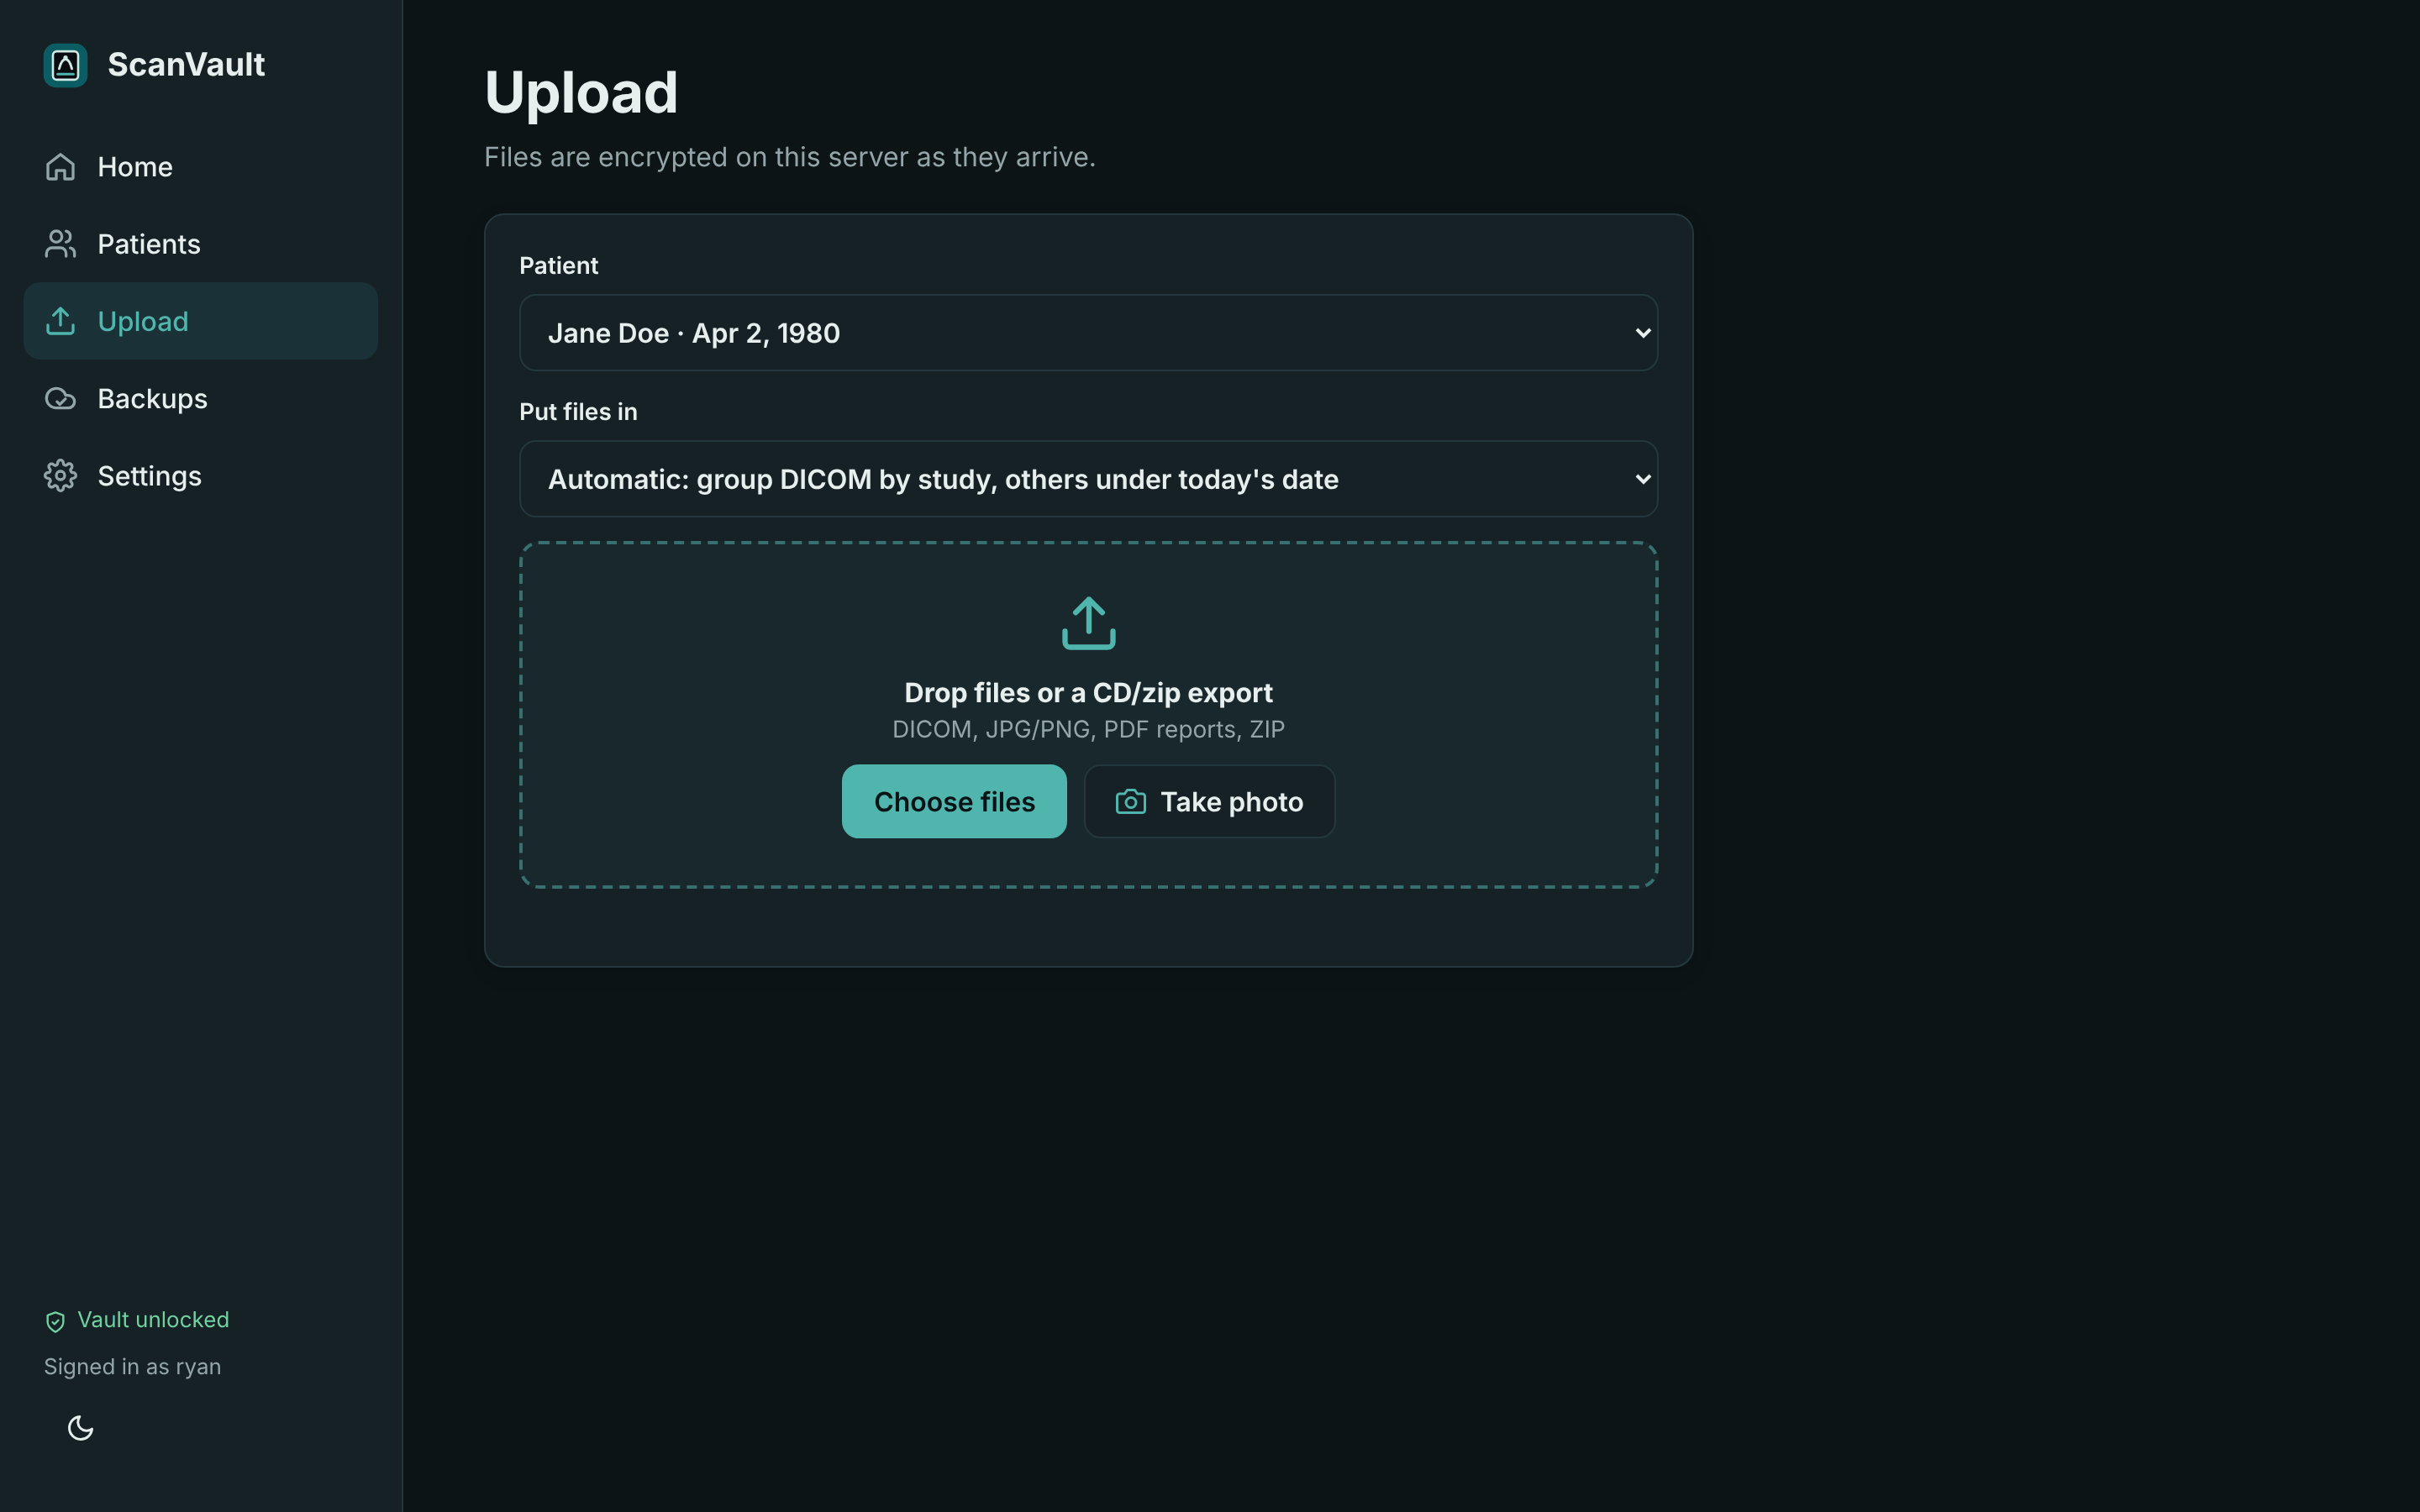 ScanVault
Home
Patients
Upload
Backups
Settings
Vault unlocked
Signed in as ryan
Upload
Files are encrypted on this server as they arrive.
Patient
Jane Doe · Apr 2, 1980
Put files in
Automatic: group DICOM by study, others under today's date
Drop files or a CD/zip export
DICOM, JPG/PNG, PDF reports, ZIP
Choose files
Take photo